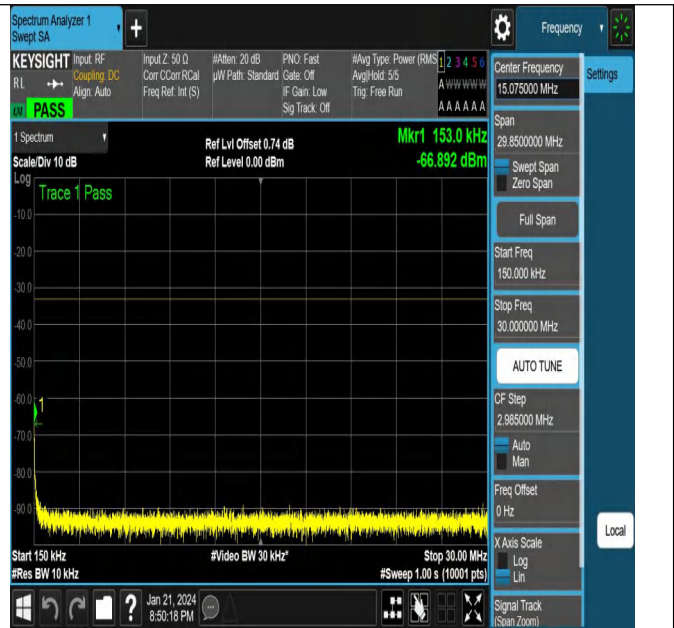 Spectrum Analyzer 1
Swept SA
+
Frequency
KEYSIGHT
RL
PASS
Input: RF
Coupling: DC
Align: Auto
Input Z: 50 Ω
Corr CCorr RCal
Freq Ref: Int (S)
#Atten: 20 dB
µW Path: Standard
PNO: Fast
Gate: Off
IF Gain: Low
Sig Track: Off
#Avg Type: Power (RMS
Avg|Hold: 5/5
Trig: Free Run
1 2 3 4 5 6
A W W W W W
A A A A A A
1 Spectrum
Scale/Div 10 dB
Log
Ref Lvl Offset 0.74 dB
Ref Level 0.00 dBm
Mkr1 153.0 kHz
-66.892 dBm
Trace 1 Pass
-10.0
-20.0
-30.0
-40.0
-50.0
-60.0
-70.0
-80.0
-90.0
1
Start 150 kHz
#Res BW 10 kHz
#Video BW 30 kHz*
Stop 30.00 MHz
#Sweep 1.00 s (10001 pts)
Center Frequency
15.075000 MHz
Settings
Span
29.8500000 MHz
Swept Span
Zero Span
Full Span
Start Freq
150.000 kHz
Stop Freq
30.000000 MHz
AUTO TUNE
CF Step
2.985000 MHz
Auto
Man
Freq Offset
0 Hz
X Axis Scale
Log
Lin
Signal Track
(Span Zoom)
Local
?
Jan 21, 2024
8:50:18 PM